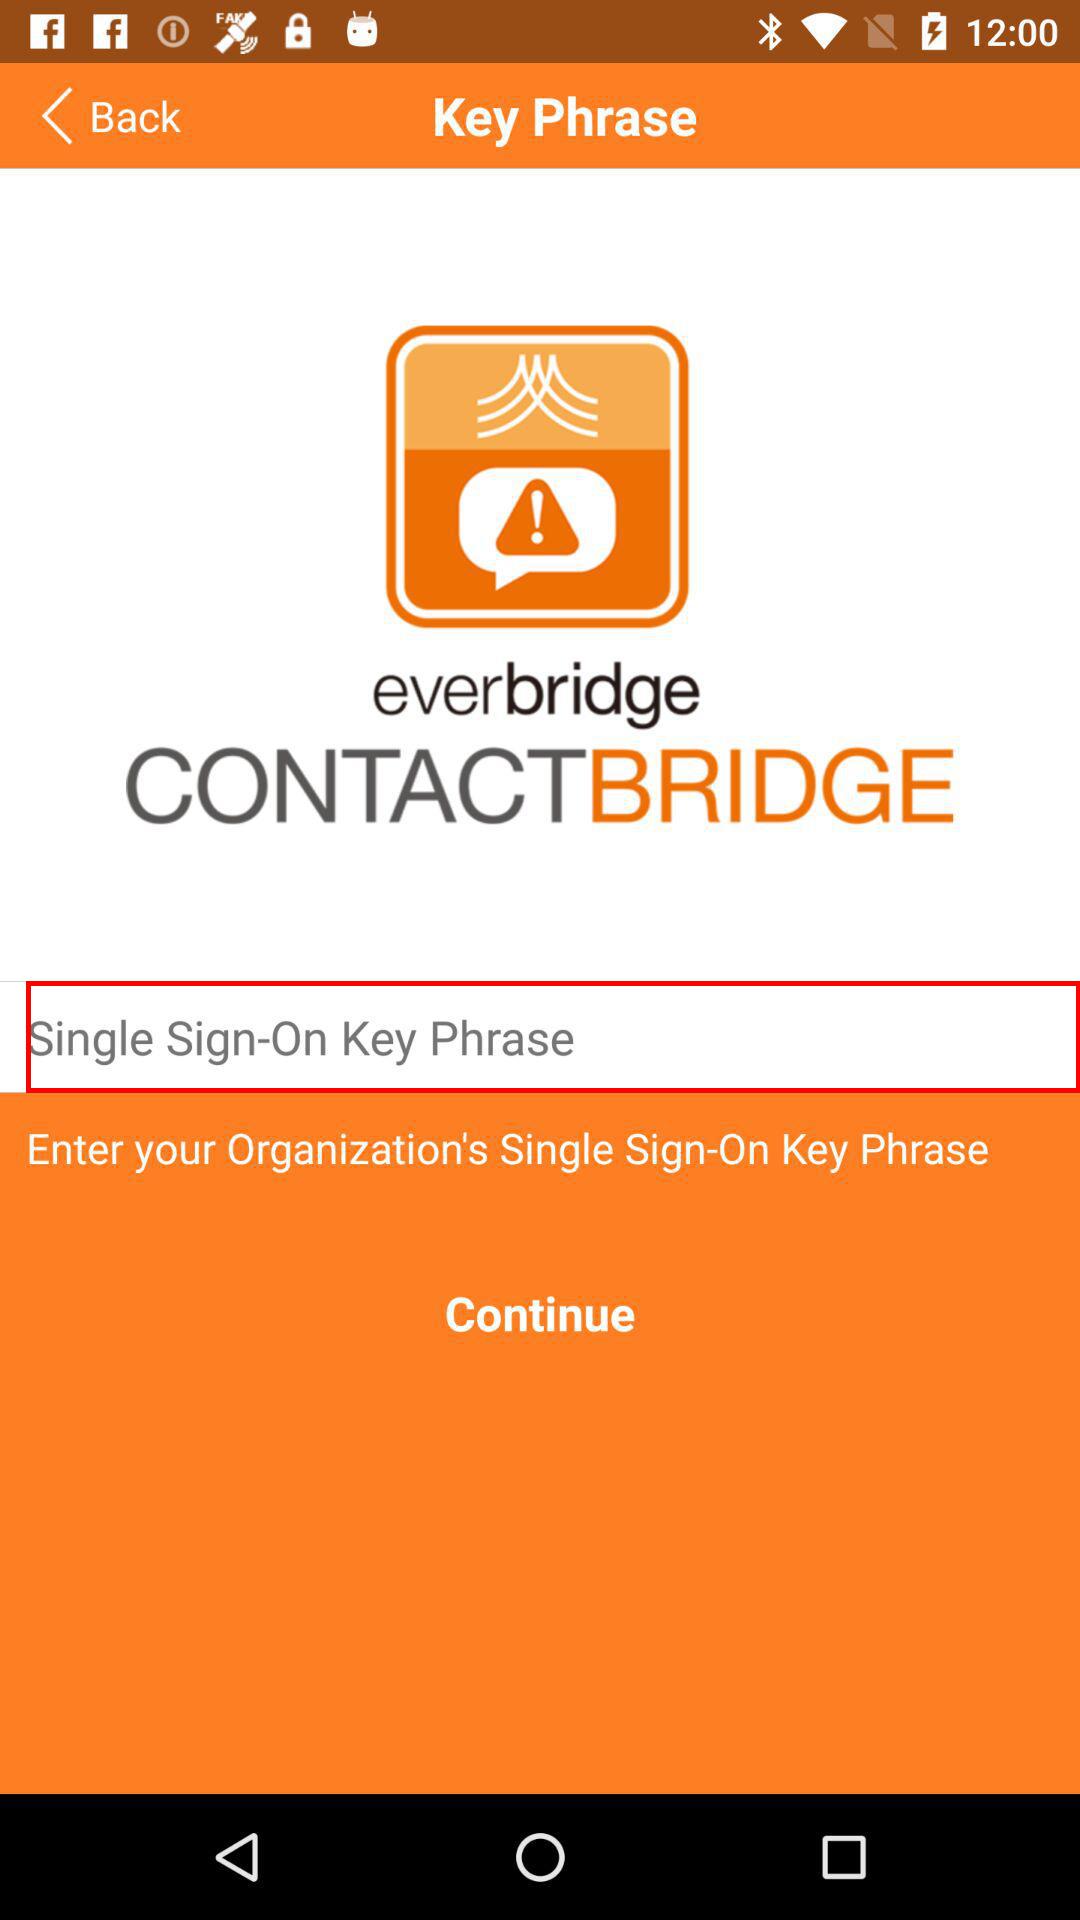 FAKE
12:00
Back
Key Phrase
everbridge
CONTACTBRIDGE
Single Sign-On Key Phrase
Enter your Organization's Single Sign-On Key Phrase
Continue